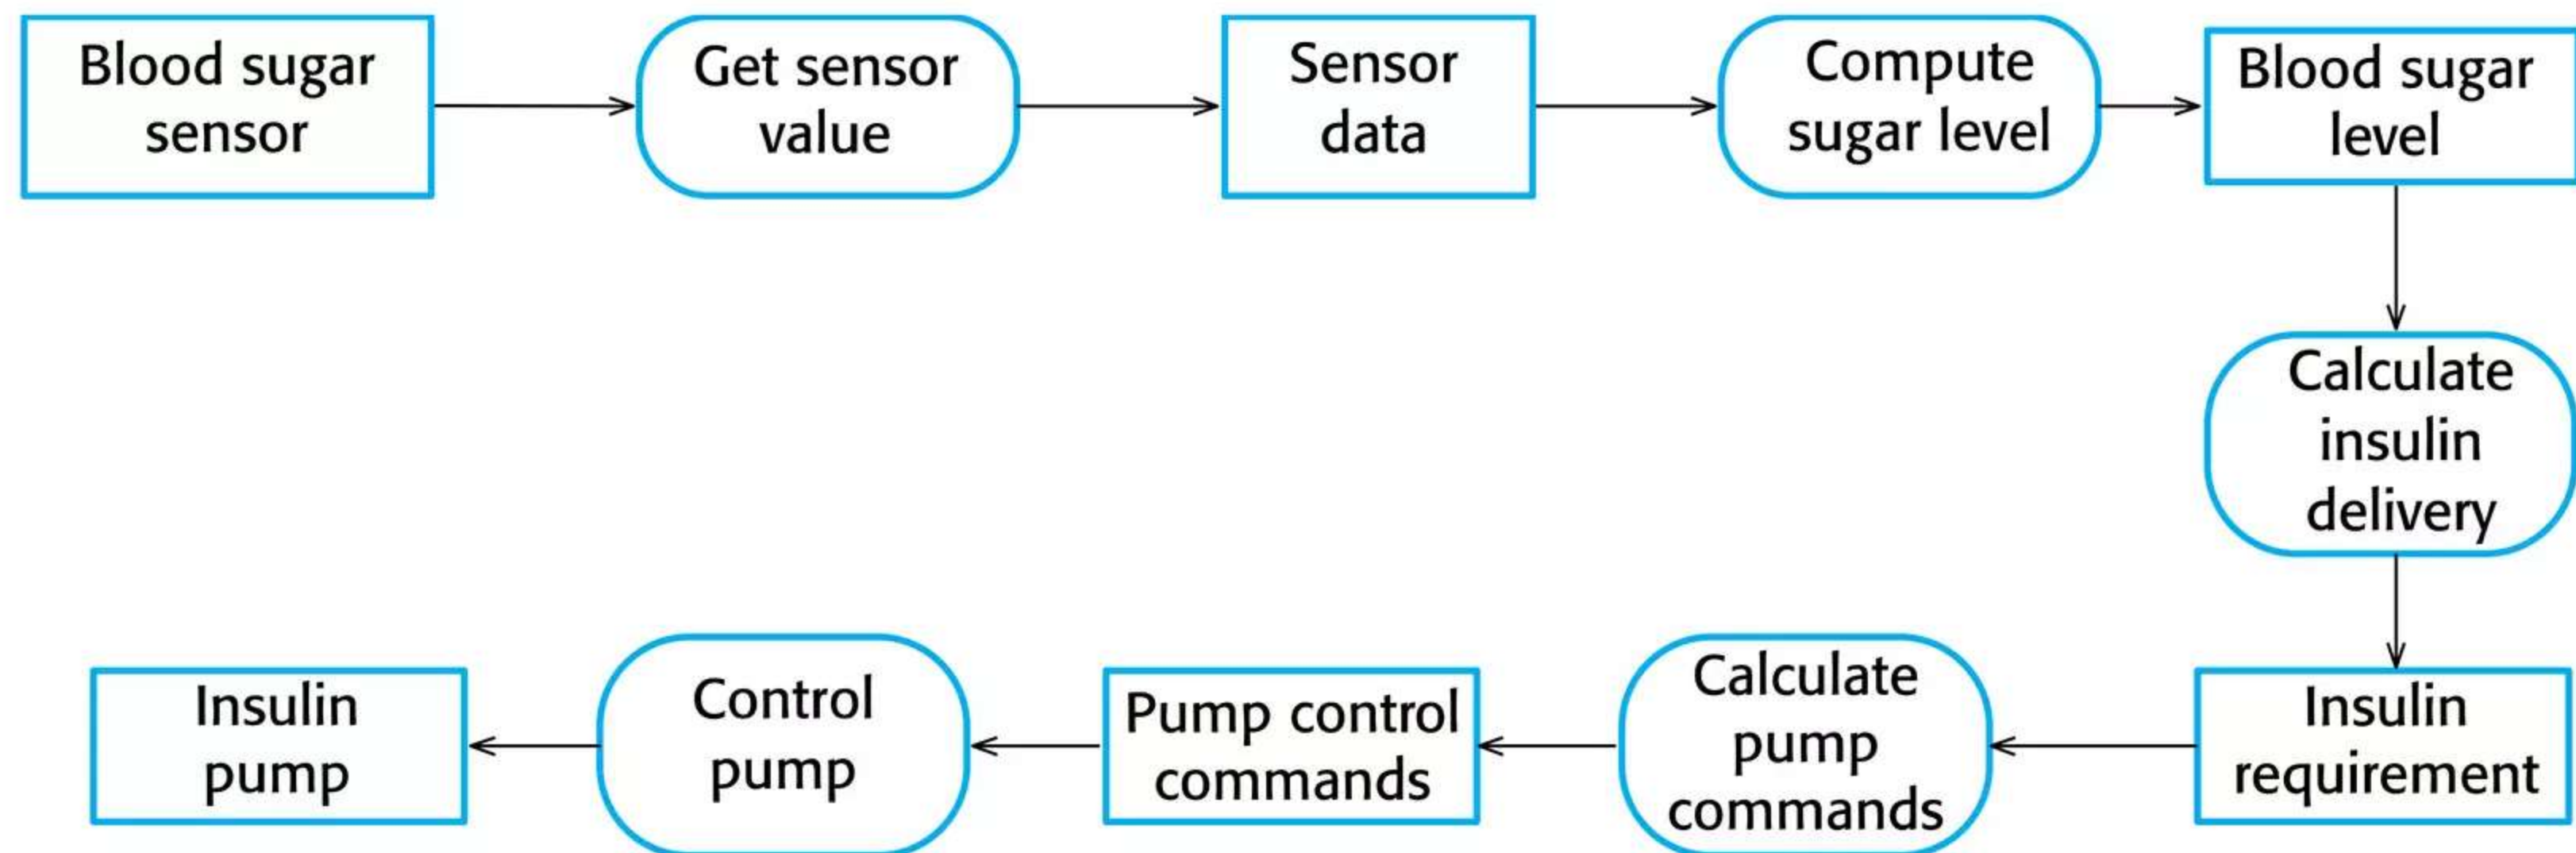 Blood sugar
sensor
Get sensor
value
Sensor
data
Compute
sugar level
Blood sugar
level
Calculate
insulin
delivery
Insulin
requirement
Calculate
pump
commands
Pump control
commands
Control
pump
Insulin
pump